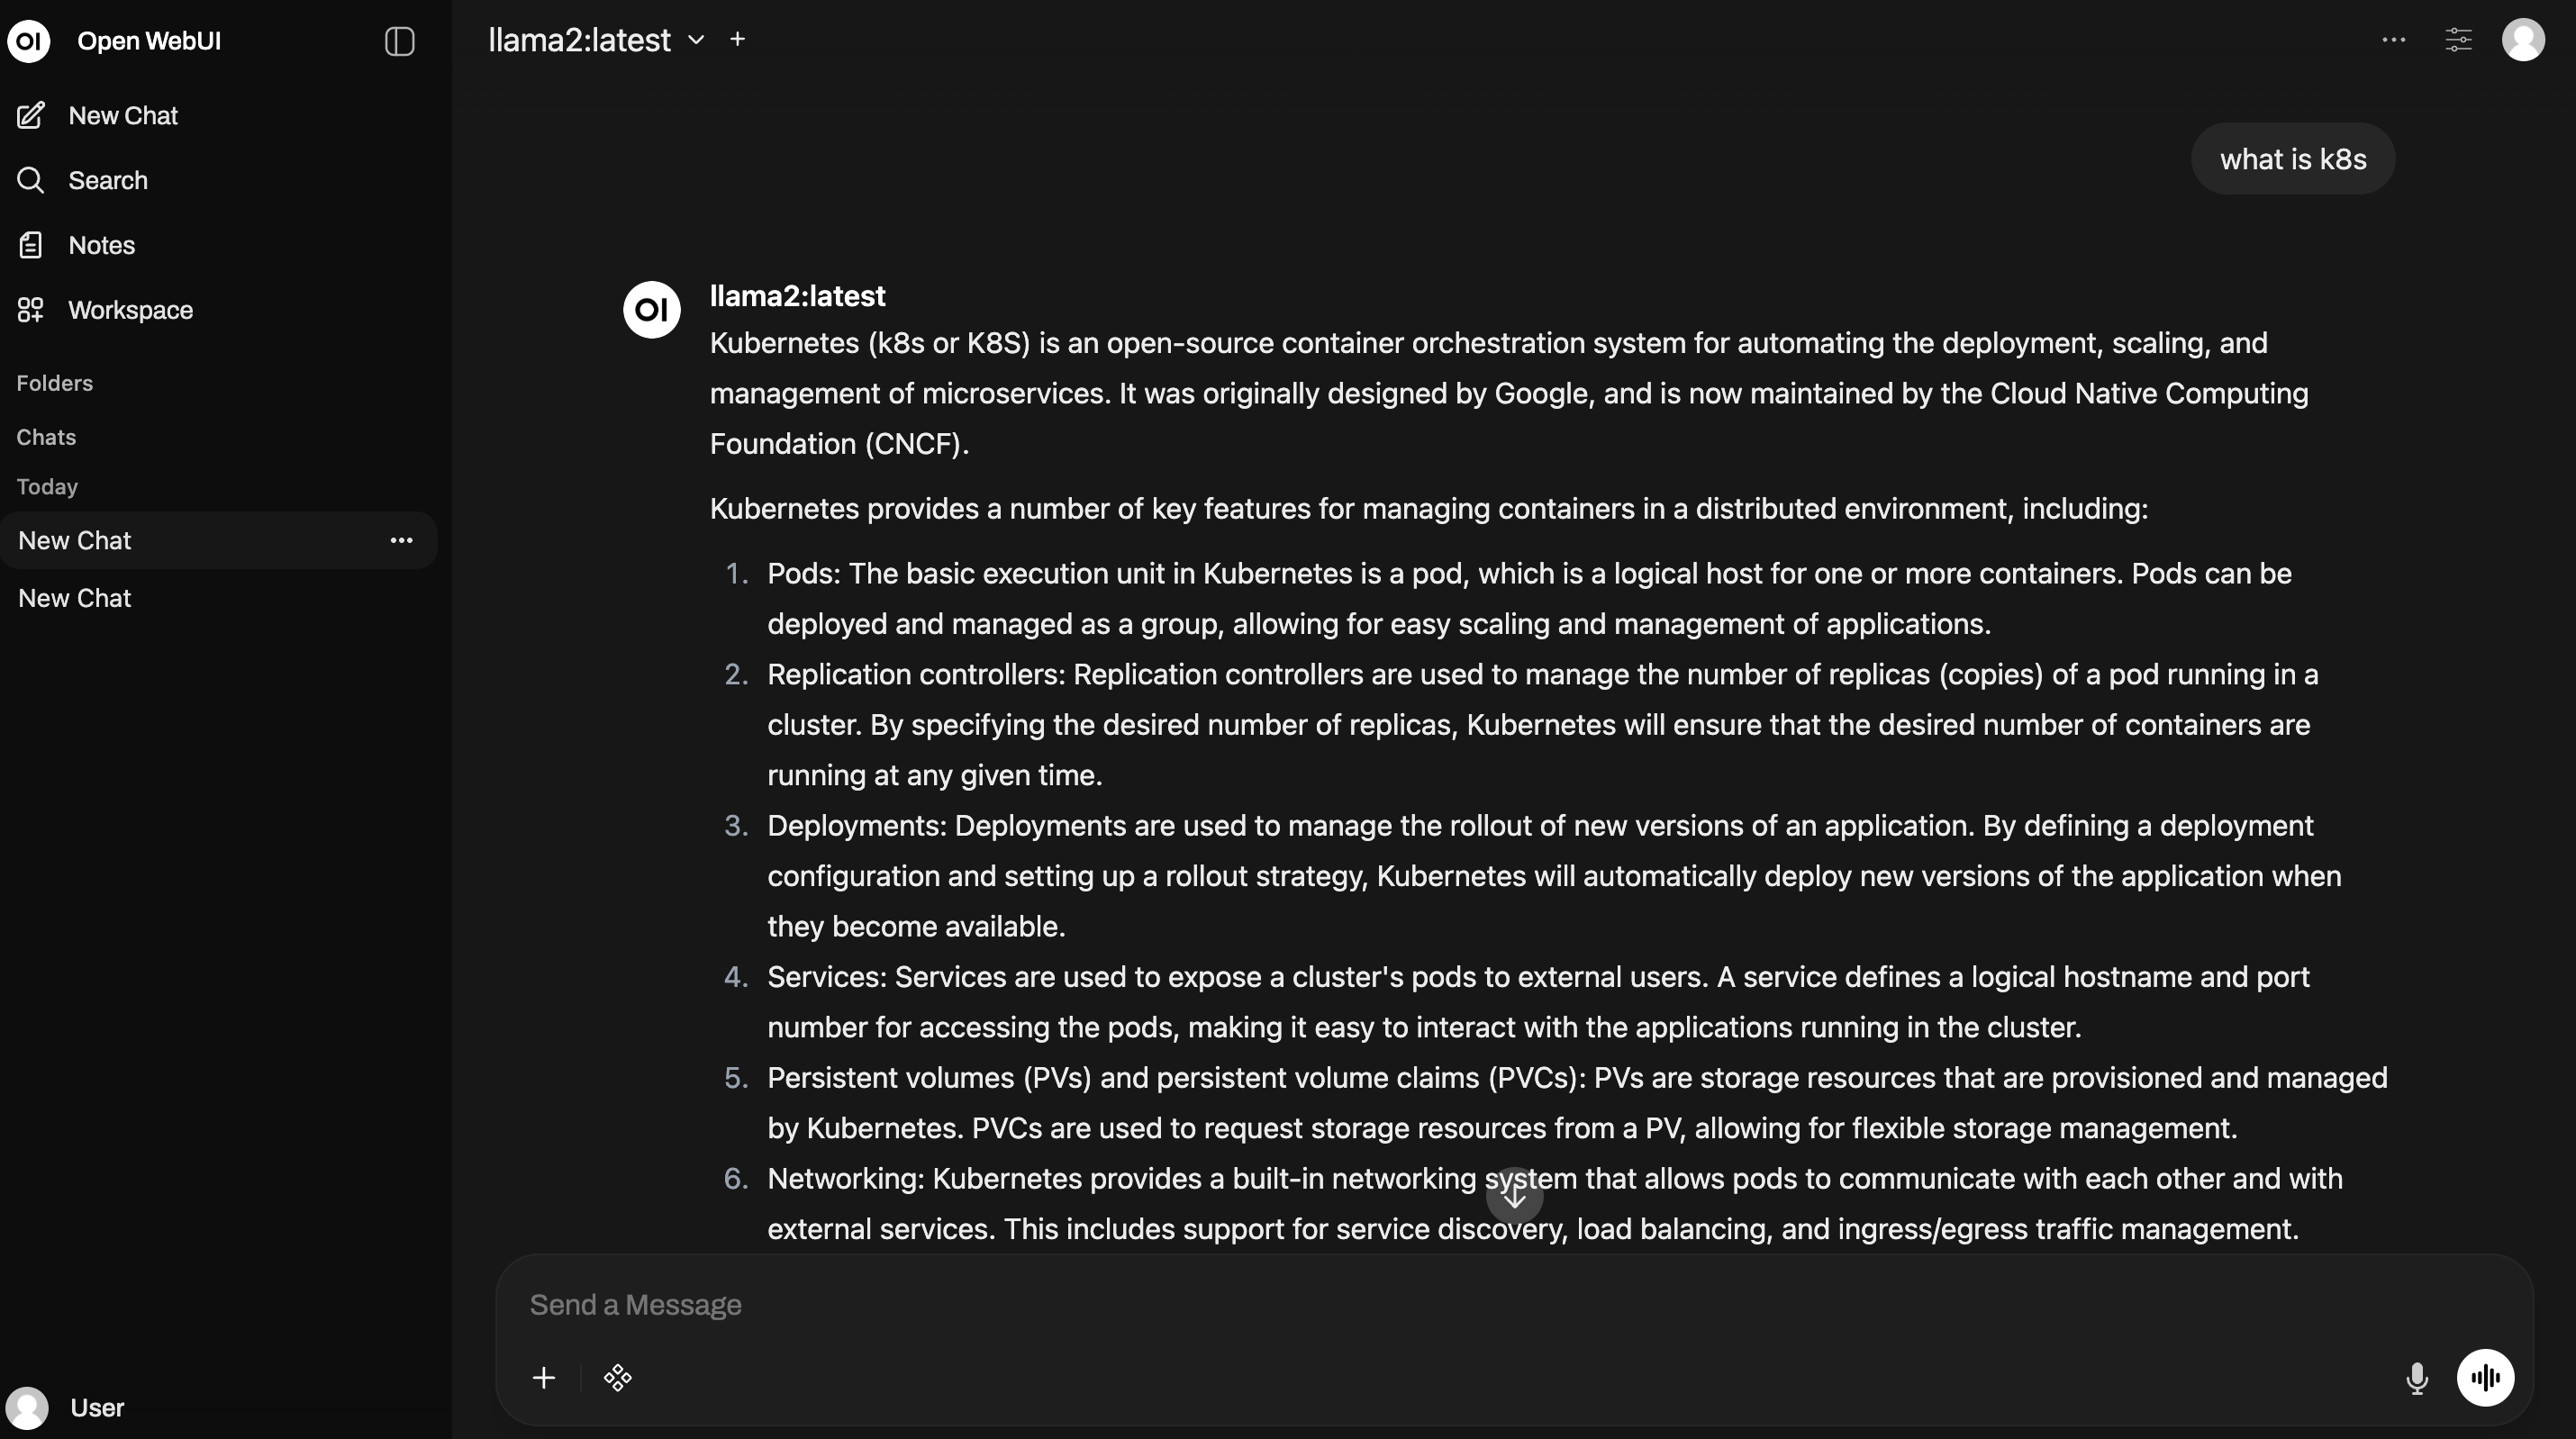 OI Open WebUI
New Chat
Search
Notes
Workspace
Folders
Chats
Today
New Chat
New Chat
User
llama2:latest
what is k8s
OI llama2:latest
Kubernetes (k8s or K8S) is an open-source container orchestration system for automating the deployment, scaling, and
management of microservices. It was originally designed by Google, and is now maintained by the Cloud Native Computing
Foundation (CNCF).
Kubernetes provides a number of key features for managing containers in a distributed environment, including:
1. Pods: The basic execution unit in Kubernetes is a pod, which is a logical host for one or more containers. Pods can be
deployed and managed as a group, allowing for easy scaling and management of applications.
2. Replication controllers: Replication controllers are used to manage the number of replicas (copies) of a pod running in a
cluster. By specifying the desired number of replicas, Kubernetes will ensure that the desired number of containers are
running at any given time.
3. Deployments: Deployments are used to manage the rollout of new versions of an application. By defining a deployment
configuration and setting up a rollout strategy, Kubernetes will automatically deploy new versions of the application when
they become available.
4. Services: Services are used to expose a cluster's pods to external users. A service defines a logical hostname and port
number for accessing the pods, making it easy to interact with the applications running in the cluster.
5. Persistent volumes (PVs) and persistent volume claims (PVCs): PVs are storage resources that are provisioned and managed
by Kubernetes. PVCs are used to request storage resources from a PV, allowing for flexible storage management.
6. Networking: Kubernetes provides a built-in networking system that allows pods to communicate with each other and with
external services. This includes support for service discovery, load balancing, and ingress/egress traffic management.
Send a Message